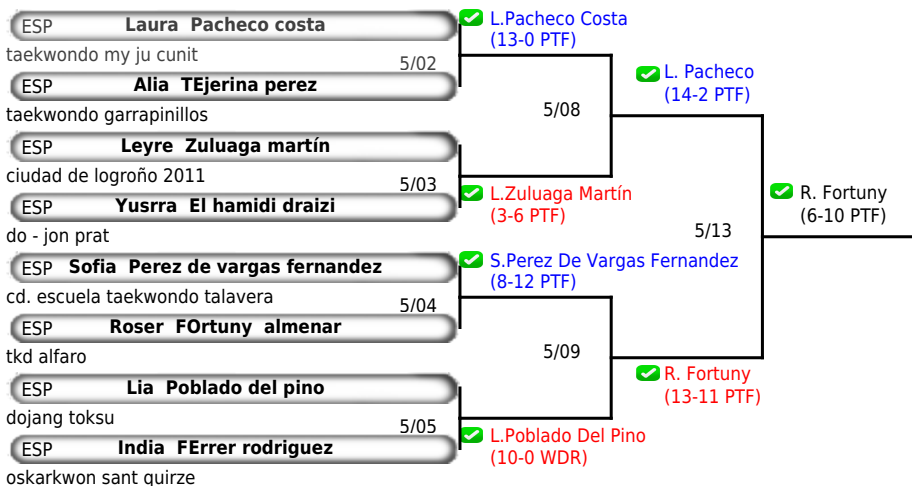 ESP Laura Pacheco costa
taekwondo my ju cunit
5/02
ESP Alia TEjerina perez
taekwondo garrapinillos
ESP Leyre Zuluaga martín
ciudad de logroño 2011
5/03
ESP Yusrra El hamidi draizi
do - jon prat
ESP Sofia Perez de vargas fernandez
cd. escuela taekwondo talavera
5/04
ESP Roser FOrtuny almenar
tkd alfaro
ESP Lia Poblado del pino
dojang toksu
5/05
ESP India FErrer rodriguez
oskarkwon sant quirze
L.Pacheco Costa
(13-0 PTF)
5/08
L.Zuluaga Martín
(3-6 PTF)
S.Perez De Vargas Fernandez
(8-12 PTF)
5/09
L.Poblado Del Pino
(10-0 WDR)
L. Pacheco
(14-2 PTF)
5/13
R. Fortuny
(13-11 PTF)
R. Fortuny
(6-10 PTF)